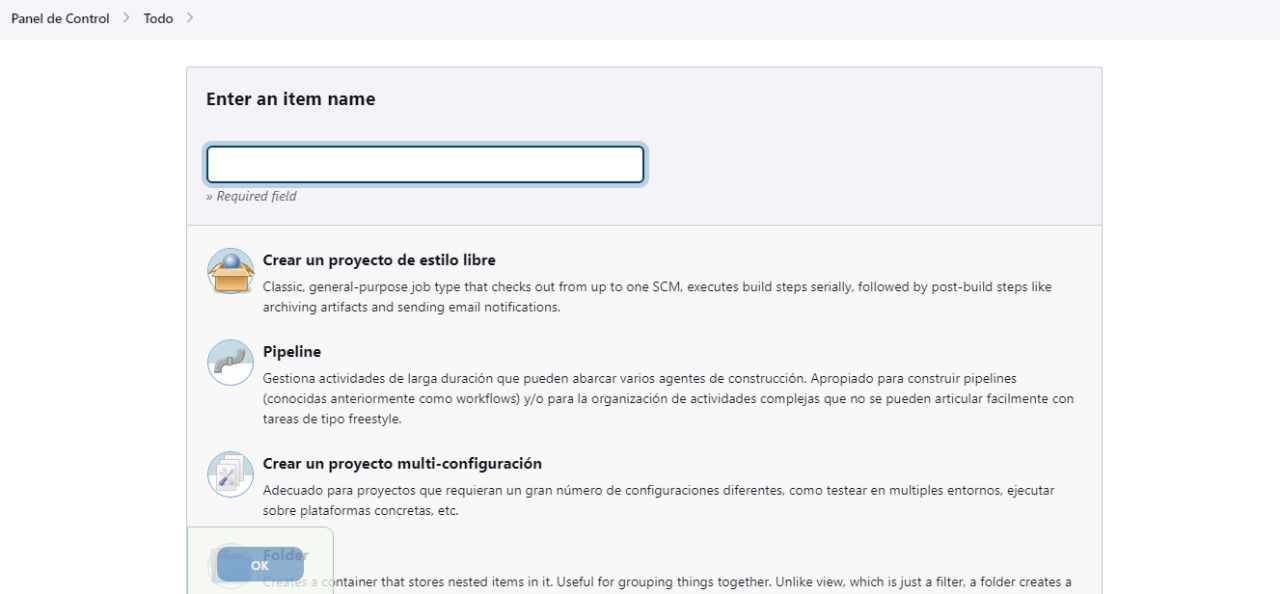 Panel de Control
Todo
Enter an item name
» Required field
Crear un proyecto de estilo libre
Classic, general-purpose job type that checks out from up to one SCM, executes build steps serially, followed by post-build steps like
archiving artifacts and sending email notifications.
Pipeline
Gestiona actividades de larga duración que pueden abarcar varios agentes de construcción. Apropiado para construir pipelines
(conocidas anteriormente como workflows) y/o para la organización de actividades complejas que no se pueden articular facilmente con
tareas de tipo freestyle.
Crear un proyecto multi-configuración
Adecuado para proyectos que requieran un gran número de configuraciones diferentes, como testear en multiples entornos, ejecutar
sobre plataformas concretas, etc.
Folder
OK
Creates a container that stores nested items in it. Useful for grouping things together. Unlike view, which is just a filter, a folder creates a